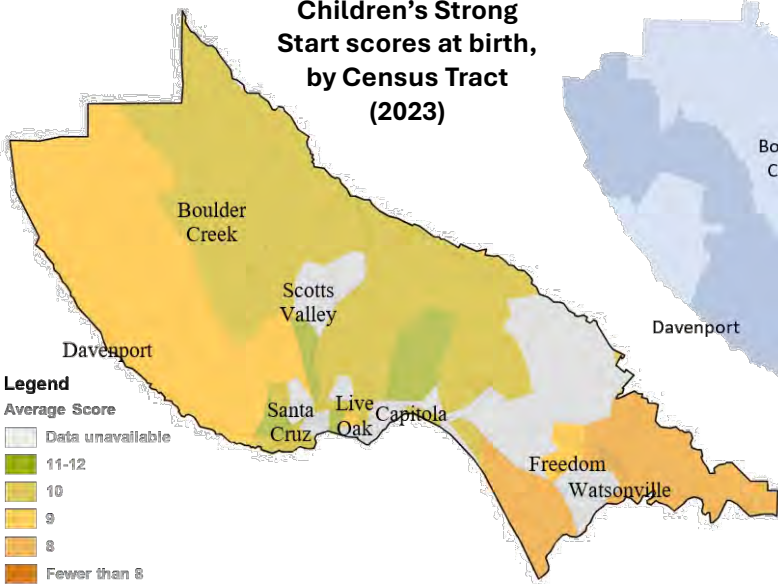 Children’s Strong
Start scores at birth,
by Census Tract
(2023)
Bo
C
Boulder
Creek
Scotts
Valley
Davenport
Davenport
Legend
Average Score
Data unavailable
11-12
10
9
8
Fewer than 8
Santa
Cruz
Live
Oak
Capitola
Freedom
Watsonville